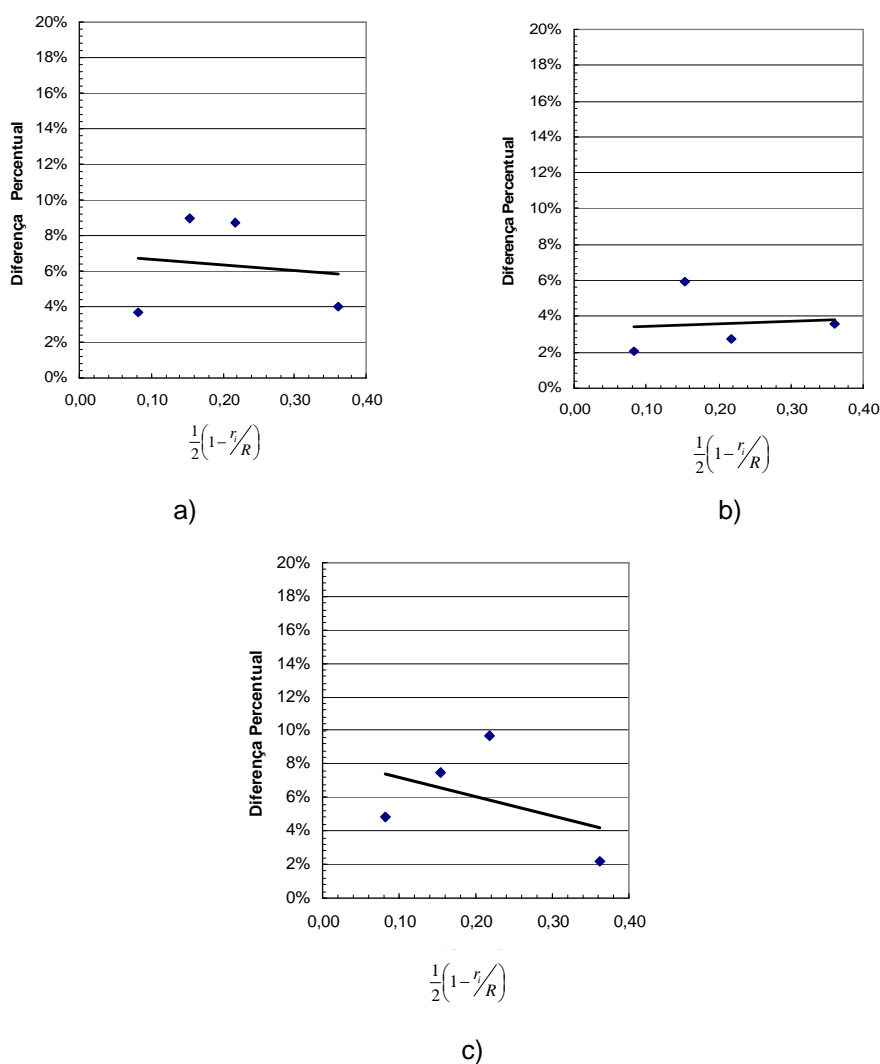 20%
18%
16%
14%
12%
10%
8%
6%
4%
2%
0%
Diferença Percentual
0,00 0,10 0,20 0,30 0,40
1/2(1−r_i/R)
a)
20%
18%
16%
14%
12%
10%
8%
6%
4%
2%
0%
Diferença Percentual
0,00 0,10 0,20 0,30 0,40
1/2(1−r_i/R)
b)
20%
18%
16%
14%
12%
10%
8%
6%
4%
2%
0%
Diferença Percentual
0,00 0,10 0,20 0,30 0,40
1/2(1−r_i/R)
c)